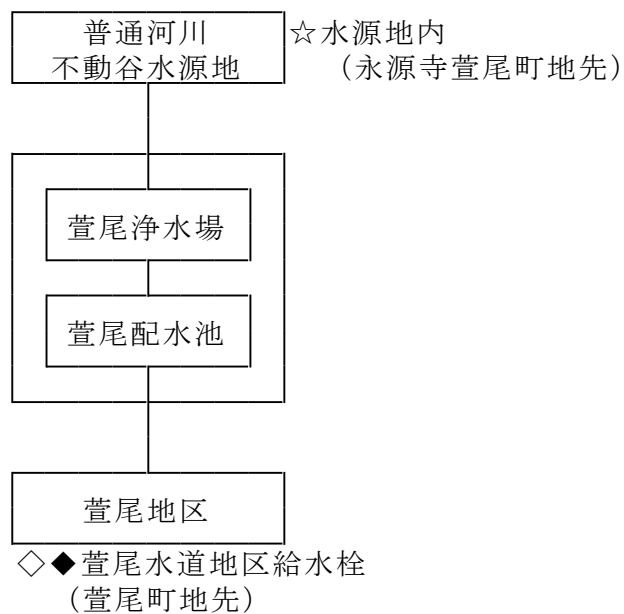 普通河川
不動谷水源地
☆水源地内
(永源寺萱尾町地先)
萱尾浄水場
萱尾配水池
萱尾地区
◇◆萱尾水道地区給水栓
(萱尾町地先)